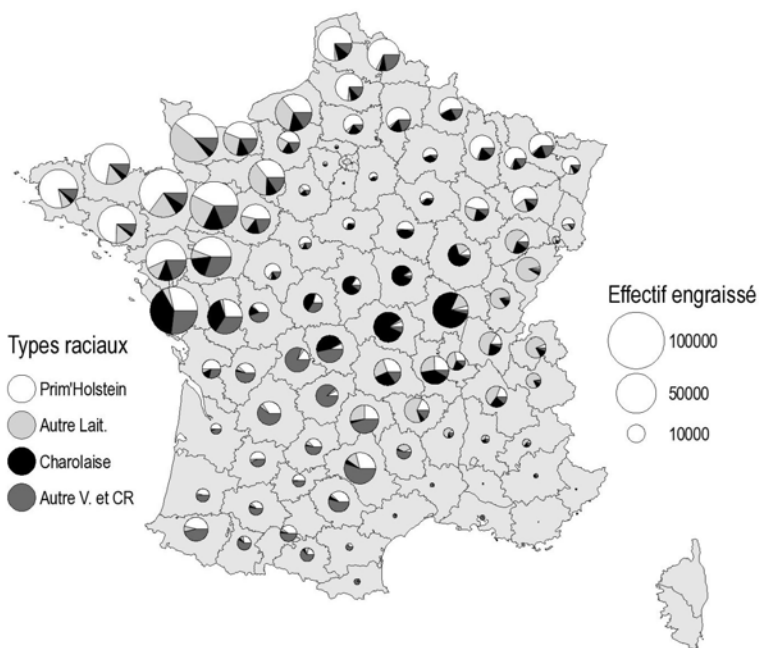 Effectif engraissé
100000
50000
10000
Types raciaux
Prim'Holstein
Autre Lait.
Charolaise
Autre V. et CR